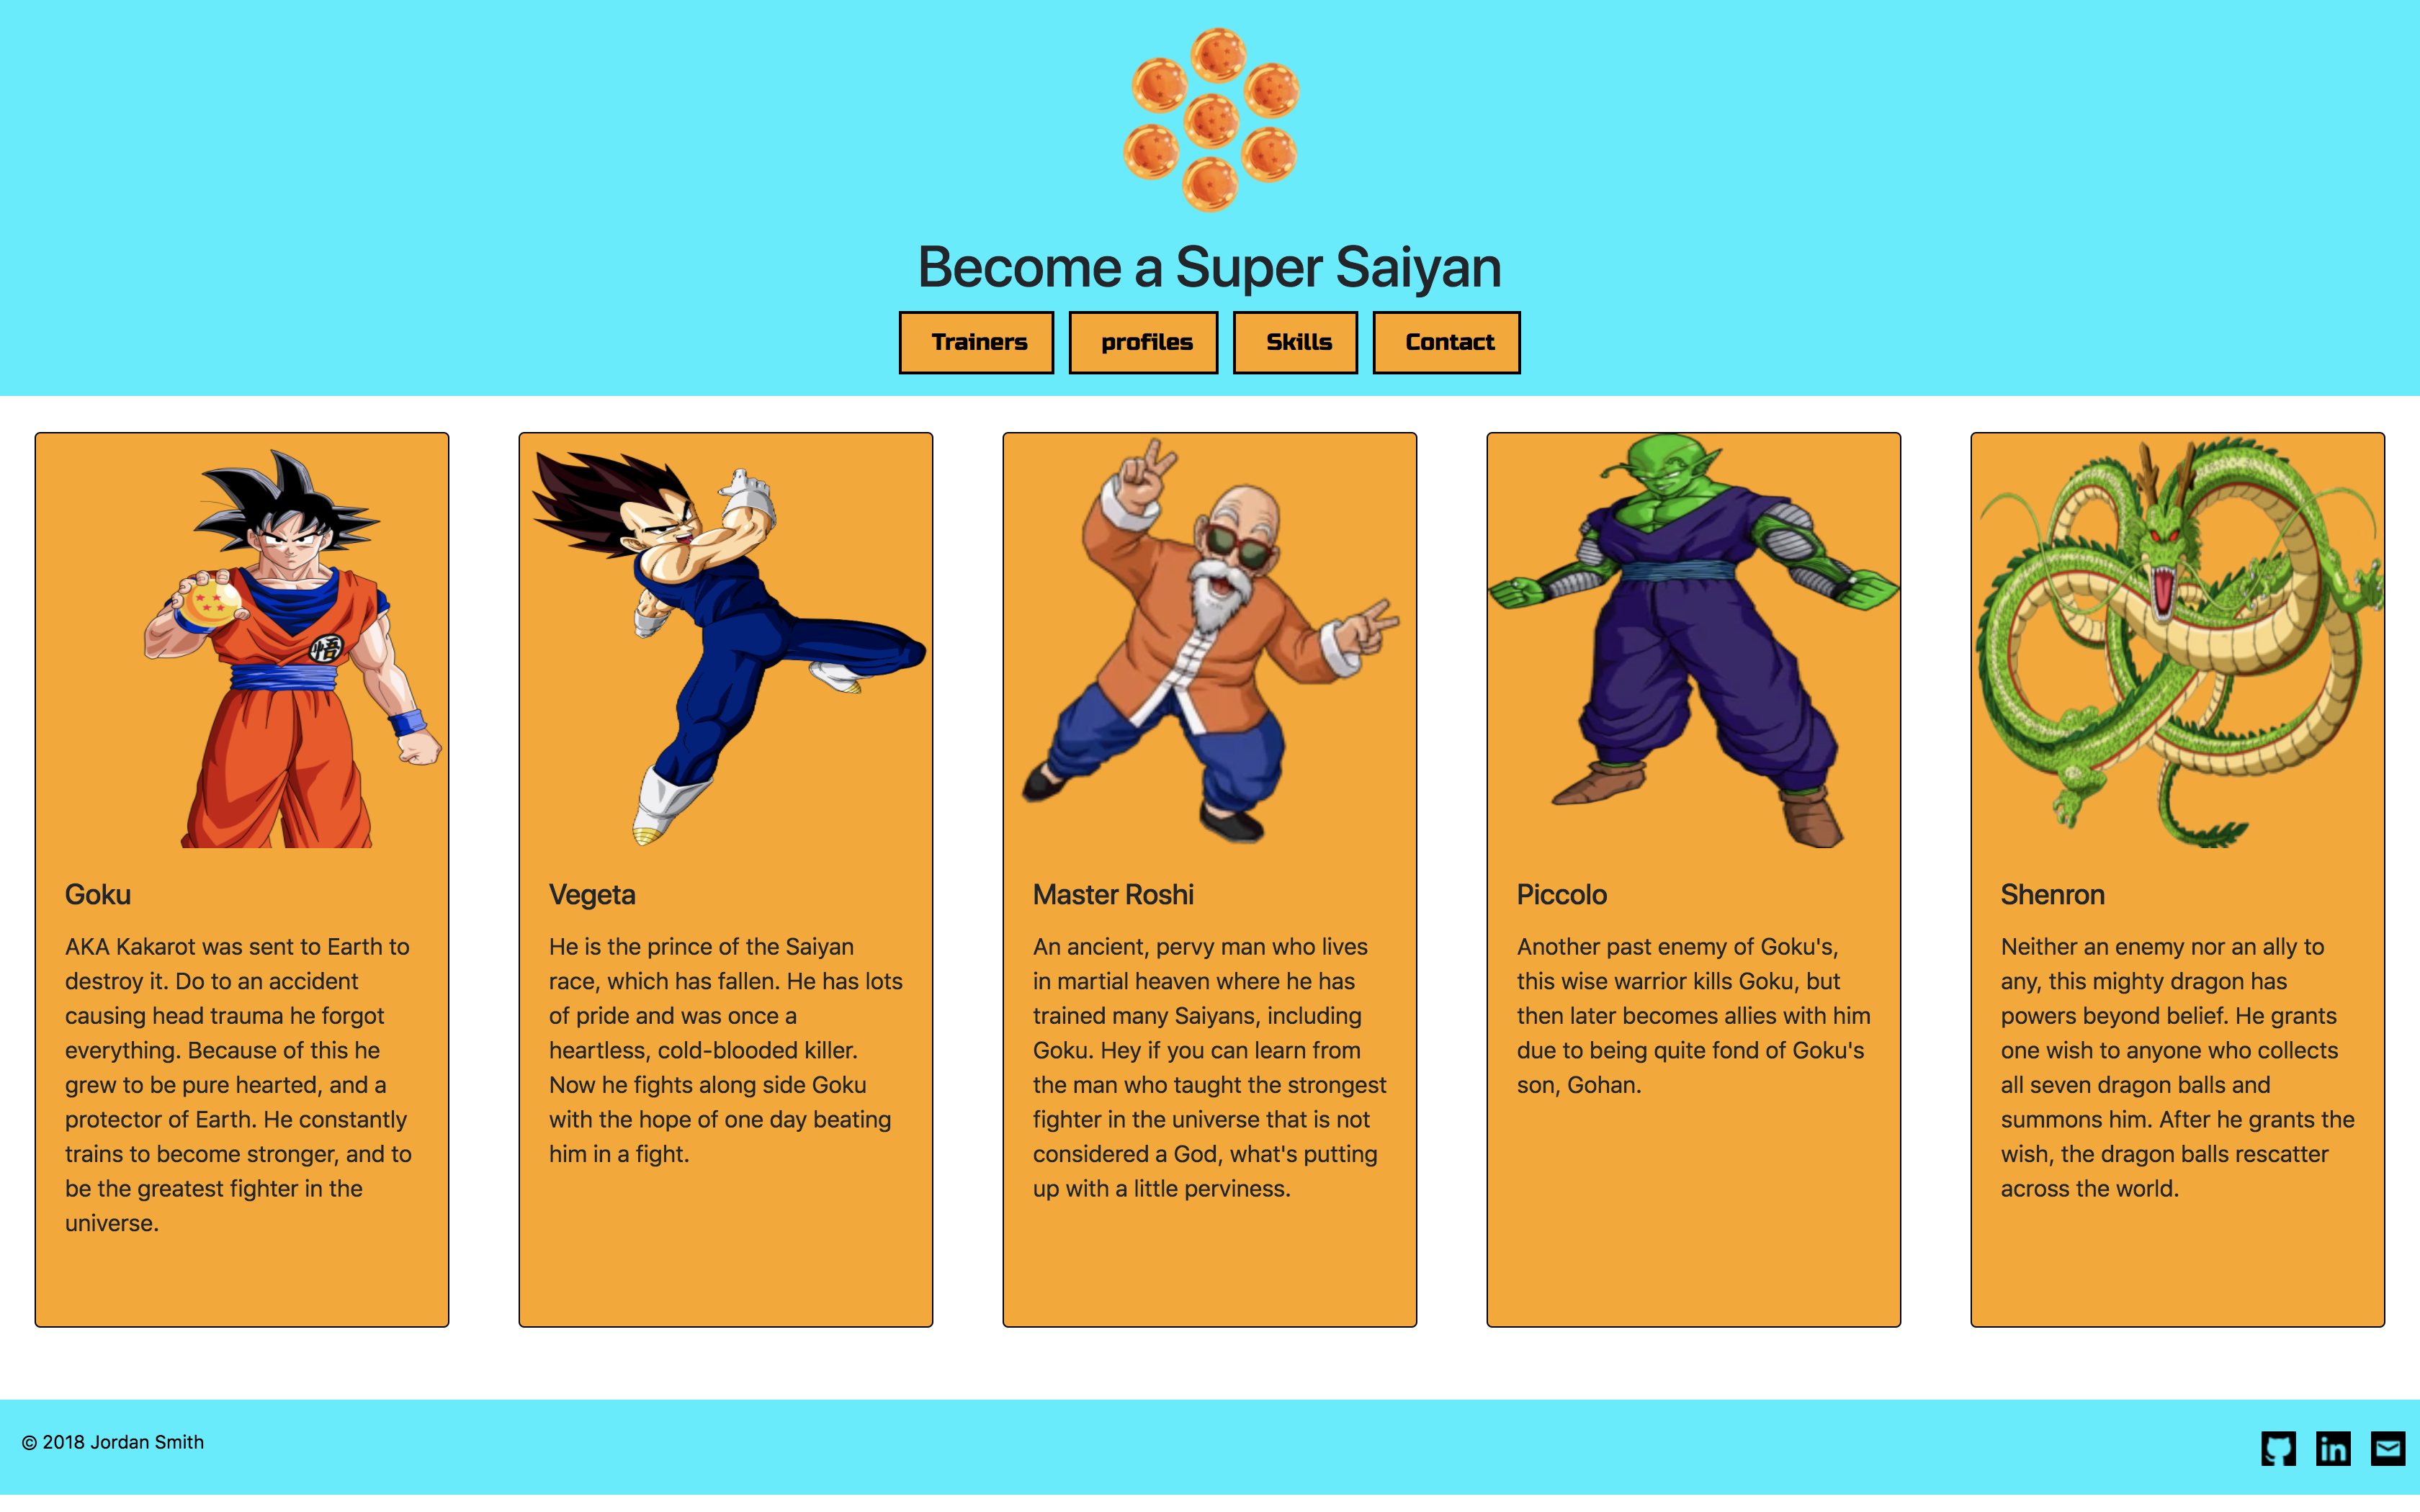 Become a Super Saiyan
Trainers
profiles
Skills
Contact
悟
Goku
AKA Kakarot was sent to Earth to
destroy it. Do to an accident
causing head trauma he forgot
everything. Because of this he
grew to be pure hearted, and a
protector of Earth. He constantly
trains to become stronger, and to
be the greatest fighter in the
universe.
Vegeta
He is the prince of the Saiyan
race, which has fallen. He has lots
of pride and was once a
heartless, cold-blooded killer.
Now he fights along side Goku
with the hope of one day beating
him in a fight.
Master Roshi
An ancient, pervy man who lives
in martial heaven where he has
trained many Saiyans, including
Goku. Hey if you can learn from
the man who taught the strongest
fighter in the universe that is not
considered a God, what's putting
up with a little perviness.
Piccolo
Another past enemy of Goku's,
this wise warrior kills Goku, but
then later becomes allies with him
due to being quite fond of Goku's
son, Gohan.
Shenron
Neither an enemy nor an ally to
any, this mighty dragon has
powers beyond belief. He grants
one wish to anyone who collects
all seven dragon balls and
summons him. After he grants the
wish, the dragon balls rescatter
across the world.
© 2018 Jordan Smith
in